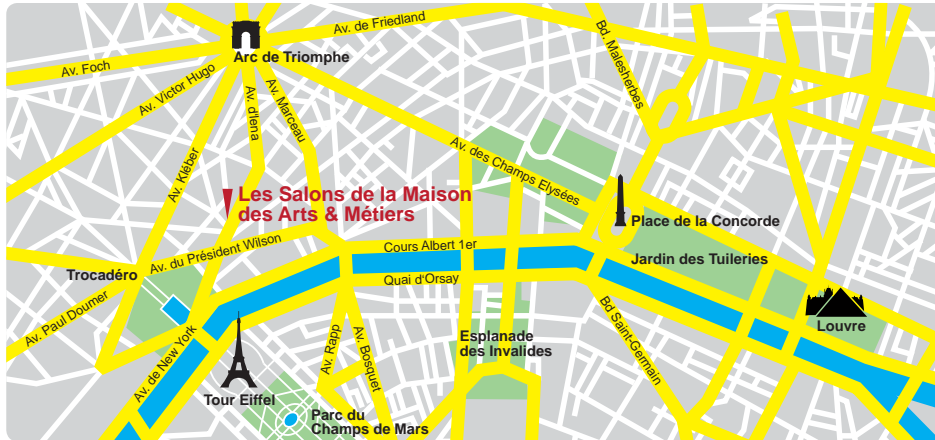 Av. de Friedland
Bd. Malesherbes
Arc de Triomphe
Av. Foch
Av. Victor Hugo
Av. d'Iena
Av. Marceau
Av. Kléber
Av. des Champs Elysées
Les Salons de la Maison
des Arts & Métiers
Place de la Concorde
Av. du Président Wilson
Cours Albert 1er
Trocadéro
Quai d'Orsay
Jardin des Tuileries
Av. Paul Doumer
Av. de New York
Bd Saint-Germain
Louvre
Av. Rapp
Av. Bosquet
Esplanade
des Invalides
Tour Eiffel
Parc du
Champs de Mars